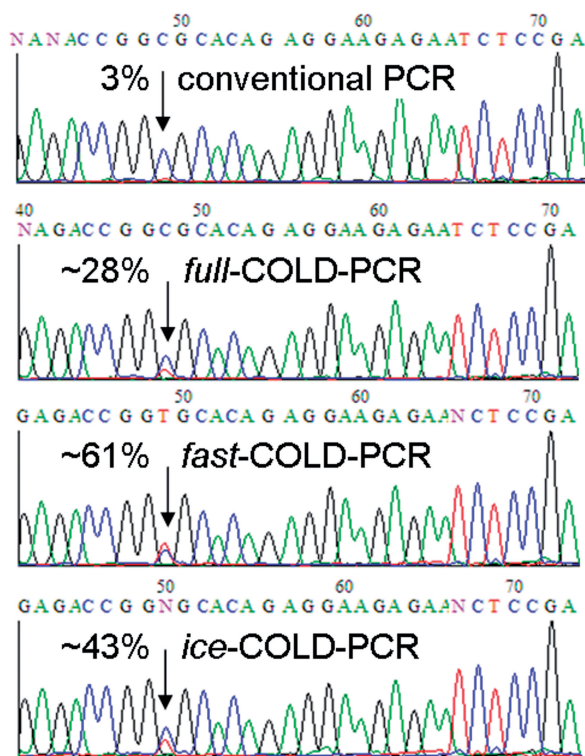 50 60 70
N A N A C C G G C G C A C A G A G G A A G A G A A T C T C C G A
3% conventional PCR
40 50 60 70
N A G A C C G G C G C A C A G A G G A A G A G A A T C T C C G A
~28% full-COLD-PCR
50 60 70
G A G A C C G G T G C A C A G A G G A A G A G A A N C T C C G A
~61% fast-COLD-PCR
50 60 70
G A G A C C G G N G C A C A G A G G A A G A G A A N C T C C G A
~43% ice-COLD-PCR